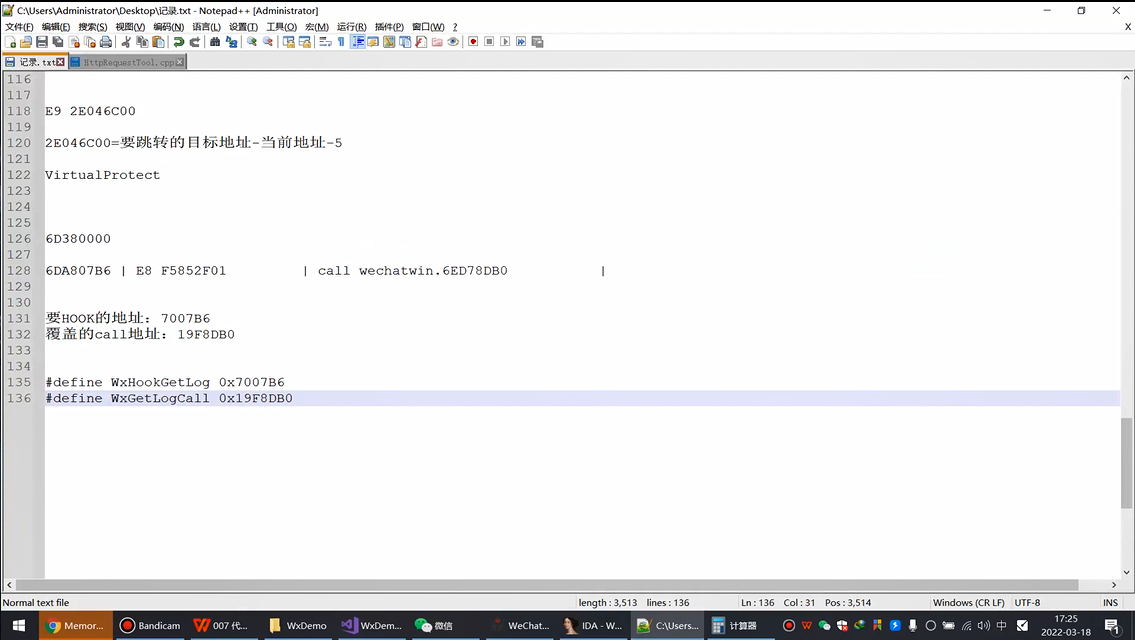 C:\Users\Administrator\Desktop\记录.txt - Notepad++ [Administrator]
文件(F) 编辑(E) 搜索(S) 视图(V) 编码(N) 语言(L) 设置(T) 工具(O) 宏(M) 运行(R) 插件(P) 窗口(W) ? X
记录.txt HttpRequestTool.cpp
116
117
118 E9 2E046C00
119
120 2E046C00=要跳转的目标地址-当前地址-5
121
122 VirtualProtect
123
124
125
126 6D380000
127
128 6DA807B6 | E8 F5852F01 | call wechatwin.6ED78DB0 |
129
130
131 要HOOK的地址: 7007B6
132 覆盖的call地址: 19F8DB0
133
134
135 #define WxHookGetLog 0x7007B6
136 #define WxGetLogCall 0x19F8DB0
Normal text file length : 3,513 lines : 136 Ln : 136 Col : 31 Pos : 3,514 Windows (CR LF) UTF-8 INS
Memor... Bandicam 007 代... WxDemo WxDem... 微信 WeChat... IDA - W... C:\Users... 计算器 中 17:25
2022-03-18
1